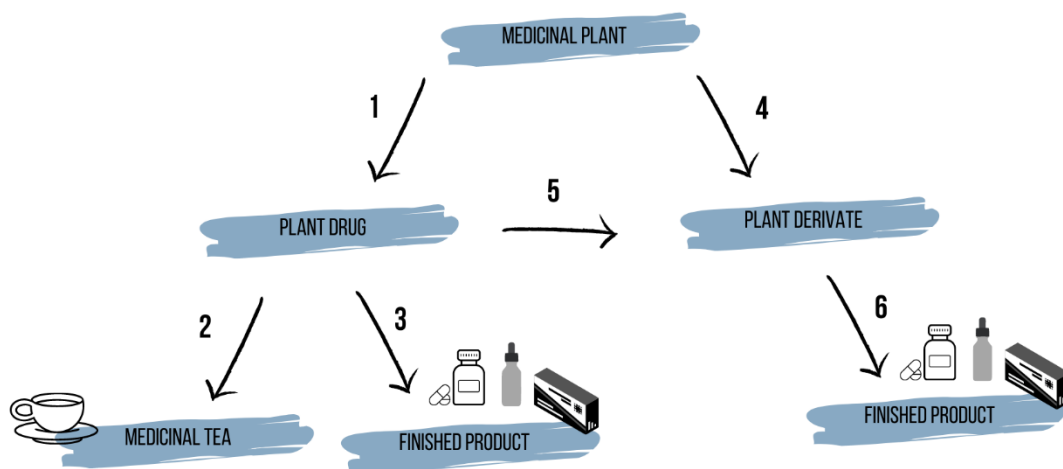 MEDICINAL PLANT
1
4
PLANT DRUG
5
PLANT DERIVATE
2
3
6
MEDICINAL TEA
FINISHED PRODUCT
FINISHED PRODUCT